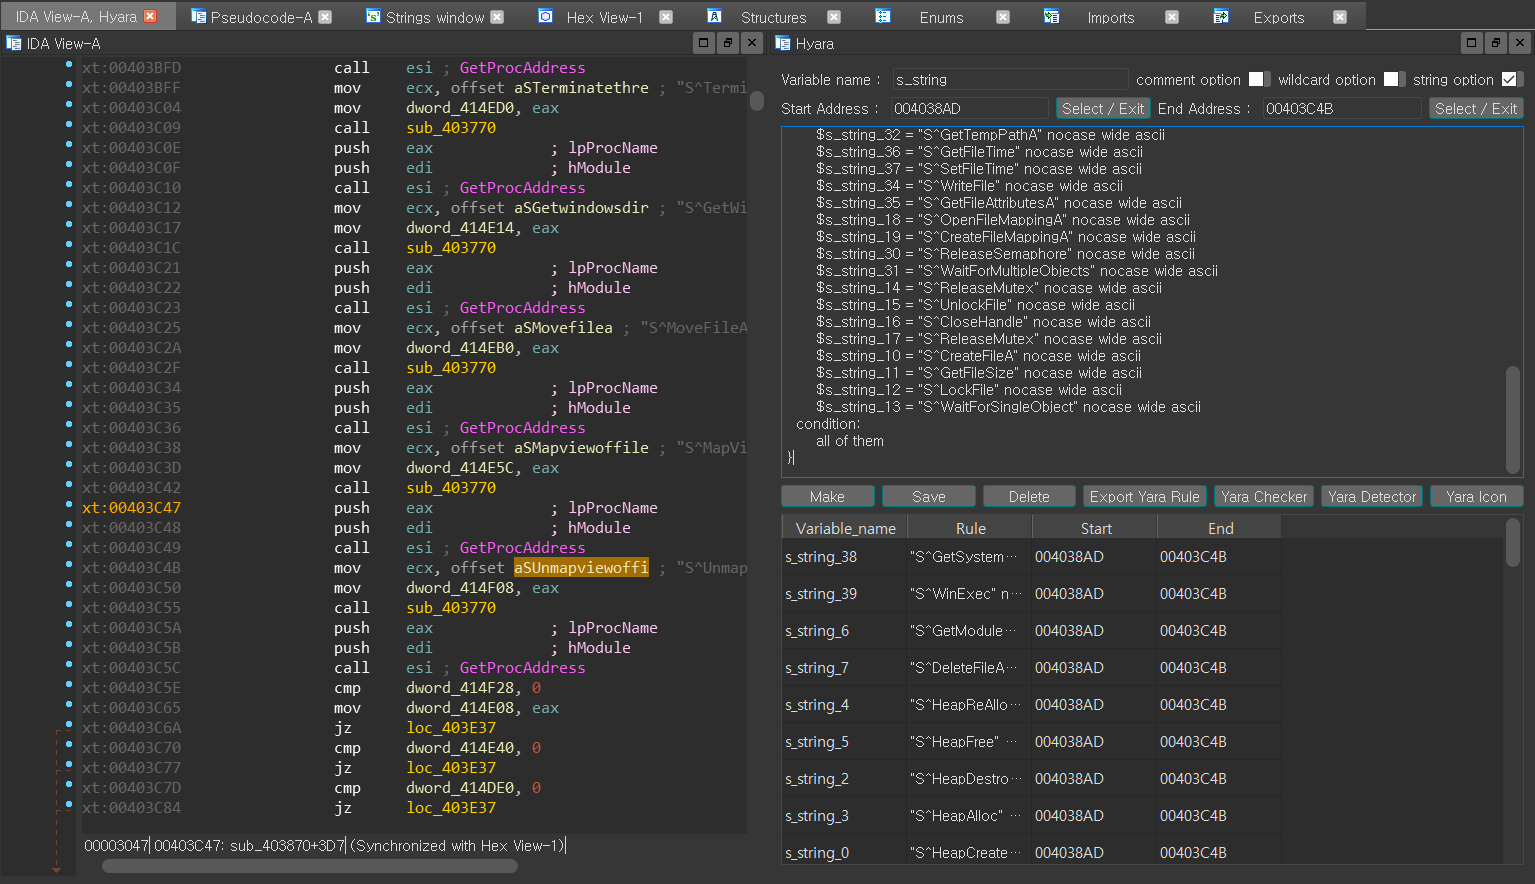 IDA View-A, Hyara
Pseudocode-A
Strings window
Hex View-1
Structures
Enums
Imports
Exports
IDA View-A
xt:00403BFD call esi ; GetProcAddress
xt:00403BFF mov ecx, offset aSTerminatethre ; "S^Termi
xt:00403C04 mov dword_414ED0, eax
xt:00403C09 call sub_403770
xt:00403C0E push eax ; lpProcName
xt:00403C0F push edi ; hModule
xt:00403C10 call esi ; GetProcAddress
xt:00403C12 mov ecx, offset aSGetwindowsdir ; "S^GetWi
xt:00403C17 mov dword_414E14, eax
xt:00403C1C call sub_403770
xt:00403C21 push eax ; lpProcName
xt:00403C22 push edi ; hModule
xt:00403C23 call esi ; GetProcAddress
xt:00403C25 mov ecx, offset aSMovefilea ; "S^MoveFileA
xt:00403C2A mov dword_414EB0, eax
xt:00403C2F call sub_403770
xt:00403C34 push eax ; lpProcName
xt:00403C35 push edi ; hModule
xt:00403C36 call esi ; GetProcAddress
xt:00403C38 mov ecx, offset aSMapviewoffile ; "S^MapVi
xt:00403C3D mov dword_414E5C, eax
xt:00403C42 call sub_403770
xt:00403C47 push eax ; lpProcName
xt:00403C48 push edi ; hModule
xt:00403C49 call esi ; GetProcAddress
xt:00403C4B mov ecx, offset aSUnmapviewoffi ; "S^Unmap
xt:00403C50 mov dword_414F08, eax
xt:00403C55 call sub_403770
xt:00403C5A push eax ; lpProcName
xt:00403C5B push edi ; hModule
xt:00403C5C call esi ; GetProcAddress
xt:00403C5E cmp dword_414F28, 0
xt:00403C65 mov dword_414E08, eax
xt:00403C6A jz loc_403E37
xt:00403C70 cmp dword_414E40, 0
xt:00403C77 jz loc_403E37
xt:00403C7D cmp dword_414DE0, 0
xt:00403C84 jz loc_403E37
00003047 00403C47: sub_403870+3D7 (Synchronized with Hex View-1)
Hyara
Variable name : s_string comment option wildcard option string option
Start Address : 004038AD Select / Exit End Address : 00403C4B Select / Exit
$s_string_32 = "S^GetTempPathA" nocase wide ascii
$s_string_36 = "S^GetFileTime" nocase wide ascii
$s_string_37 = "S^SetFileTime" nocase wide ascii
$s_string_34 = "S^WriteFile" nocase wide ascii
$s_string_35 = "S^GetFileAttributesA" nocase wide ascii
$s_string_18 = "S^OpenFileMappingA" nocase wide ascii
$s_string_19 = "S^CreateFileMappingA" nocase wide ascii
$s_string_30 = "S^ReleaseSemaphore" nocase wide ascii
$s_string_31 = "S^WaitForMultipleObjects" nocase wide ascii
$s_string_14 = "S^ReleaseMutex" nocase wide ascii
$s_string_15 = "S^UnlockFile" nocase wide ascii
$s_string_16 = "S^CloseHandle" nocase wide ascii
$s_string_17 = "S^ReleaseMutex" nocase wide ascii
$s_string_10 = "S^CreateFileA" nocase wide ascii
$s_string_11 = "S^GetFileSize" nocase wide ascii
$s_string_12 = "S^LockFile" nocase wide ascii
$s_string_13 = "S^WaitForSingleObject" nocase wide ascii
condition:
all of them
}
Make Save Delete Export Yara Rule Yara Checker Yara Detector Yara Icon
Variable_name Rule Start End
s_string_38 "S^GetSystem… 004038AD 00403C4B
s_string_39 "S^WinExec" n… 004038AD 00403C4B
s_string_6 "S^GetModule… 004038AD 00403C4B
s_string_7 "S^DeleteFileA… 004038AD 00403C4B
s_string_4 "S^HeapReAllo… 004038AD 00403C4B
s_string_5 "S^HeapFree" … 004038AD 00403C4B
s_string_2 "S^HeapDestro… 004038AD 00403C4B
s_string_3 "S^HeapAlloc" … 004038AD 00403C4B
s_string_0 "S^HeapCreate… 004038AD 00403C4B